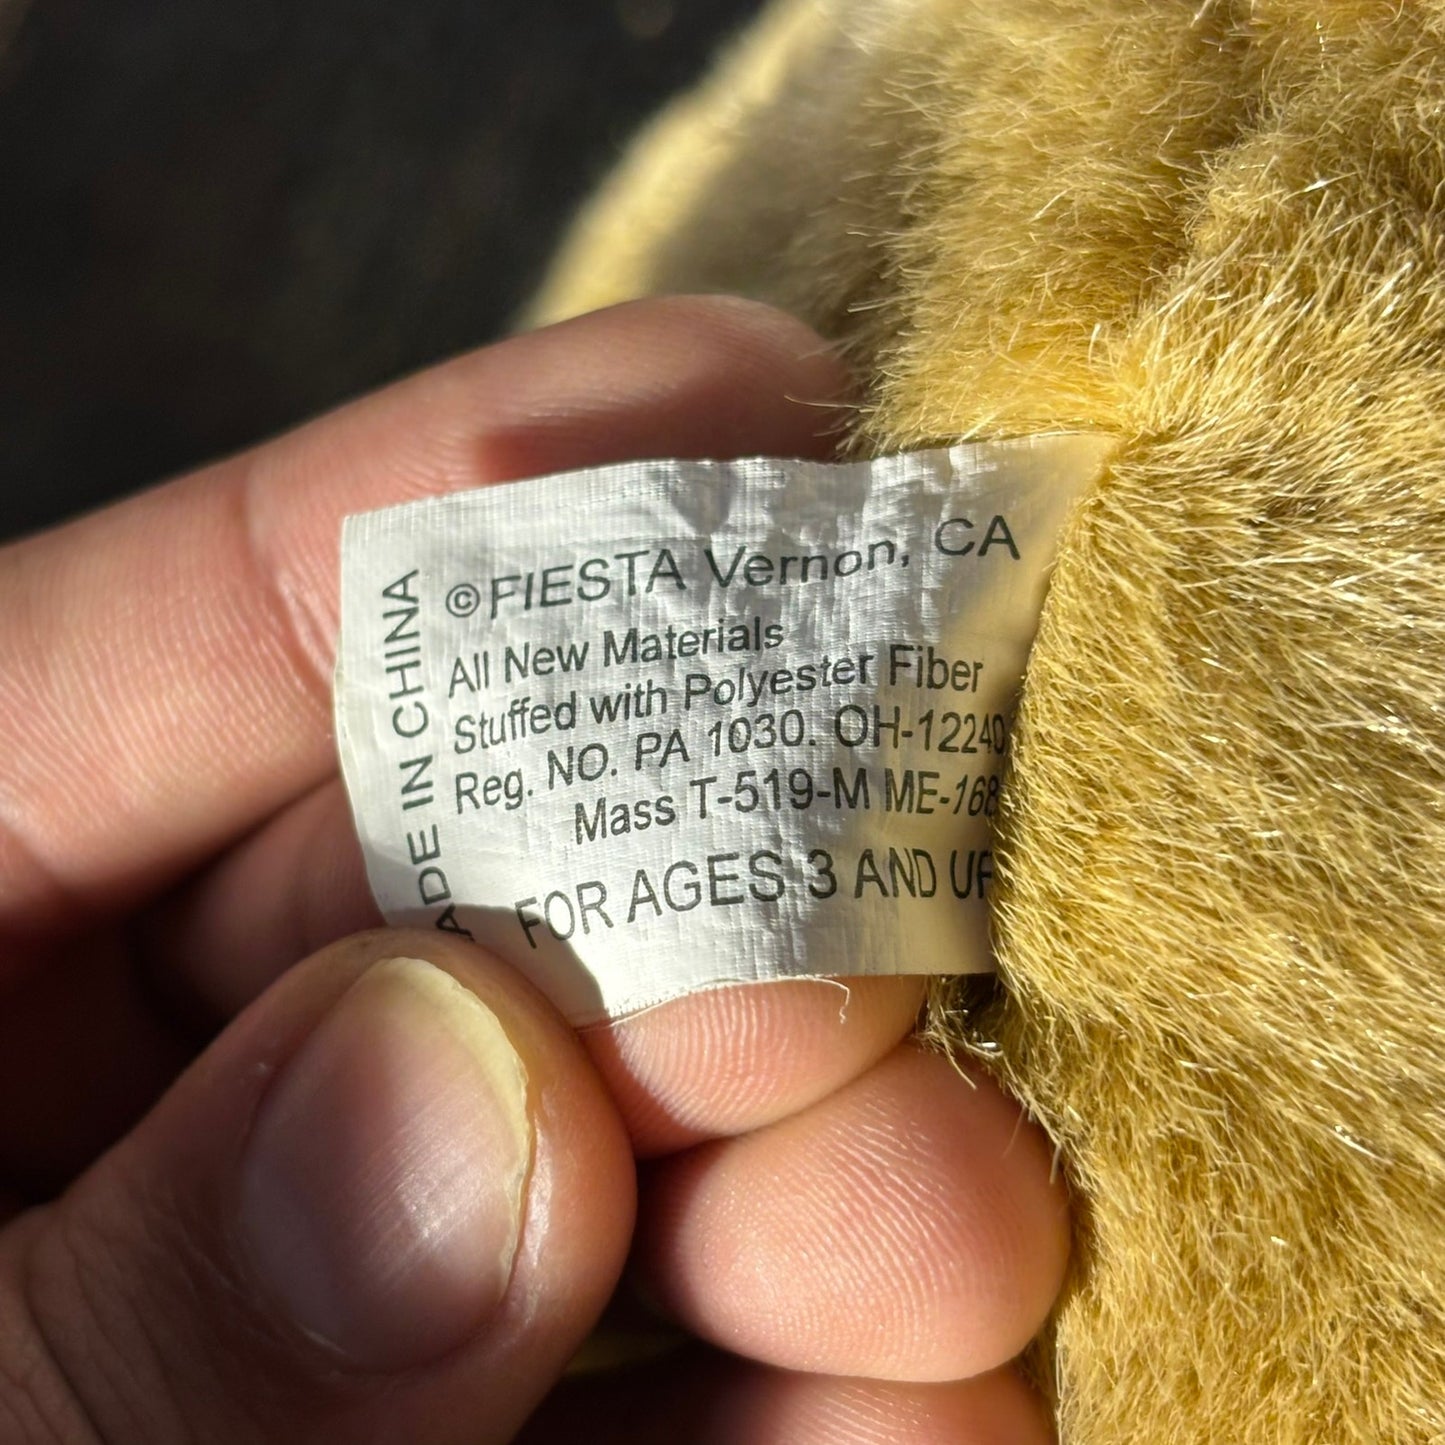 ©FIESTA Vernon, CA
All New Materials
Stuffed with Polyester Fiber
Reg. NO. PA 1030. OH-12240
Mass T-519-M ME-168
FOR AGES 3 AND UP
ADE IN CHINA